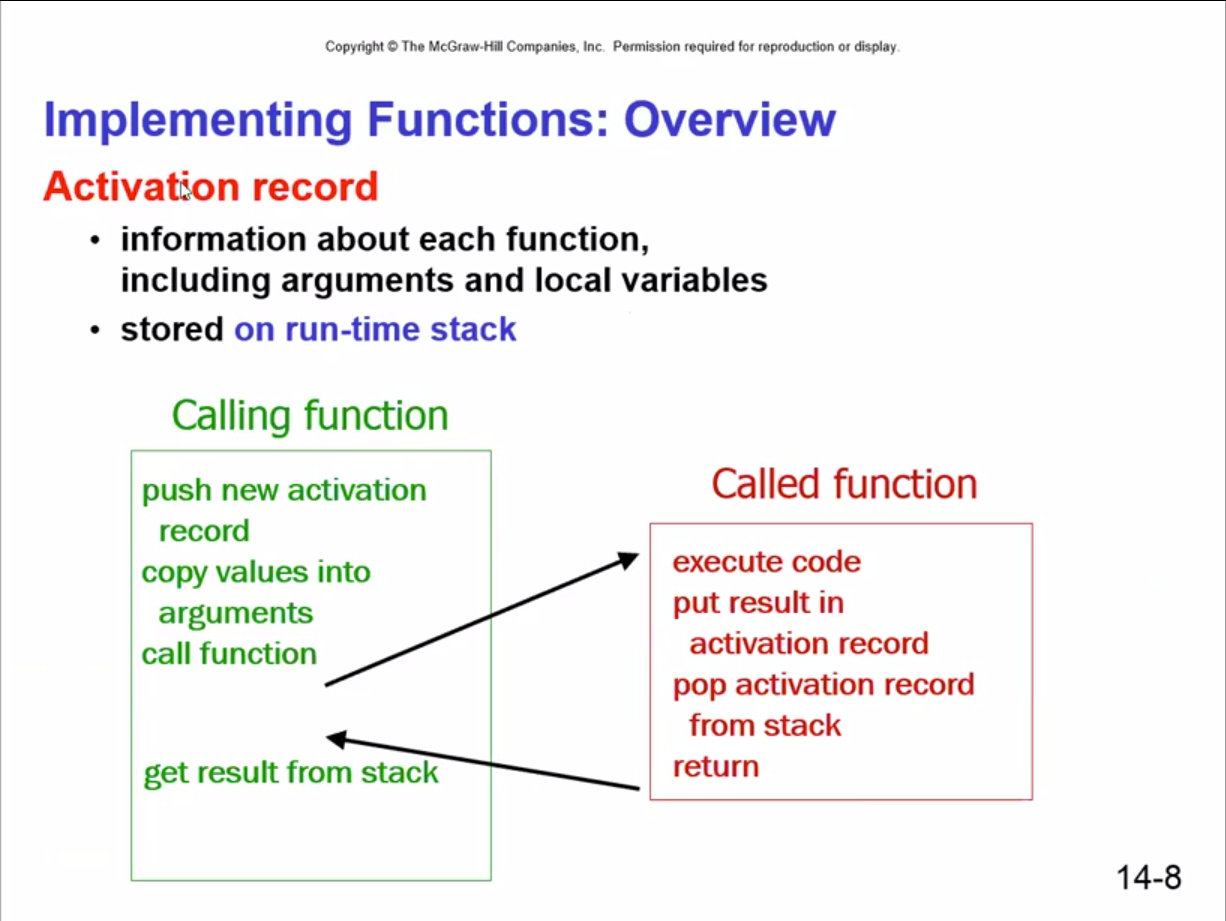 Copyright © The McGraw-Hill Companies, Inc. Permission required for reproduction or display.
Implementing Functions: Overview
Activation record
• information about each function,
including arguments and local variables
• stored on run-time stack
Calling function
push new activation
record
copy values into
arguments
call function
get result from stack
Called function
execute code
put result in
activation record
pop activation record
from stack
return
14-8